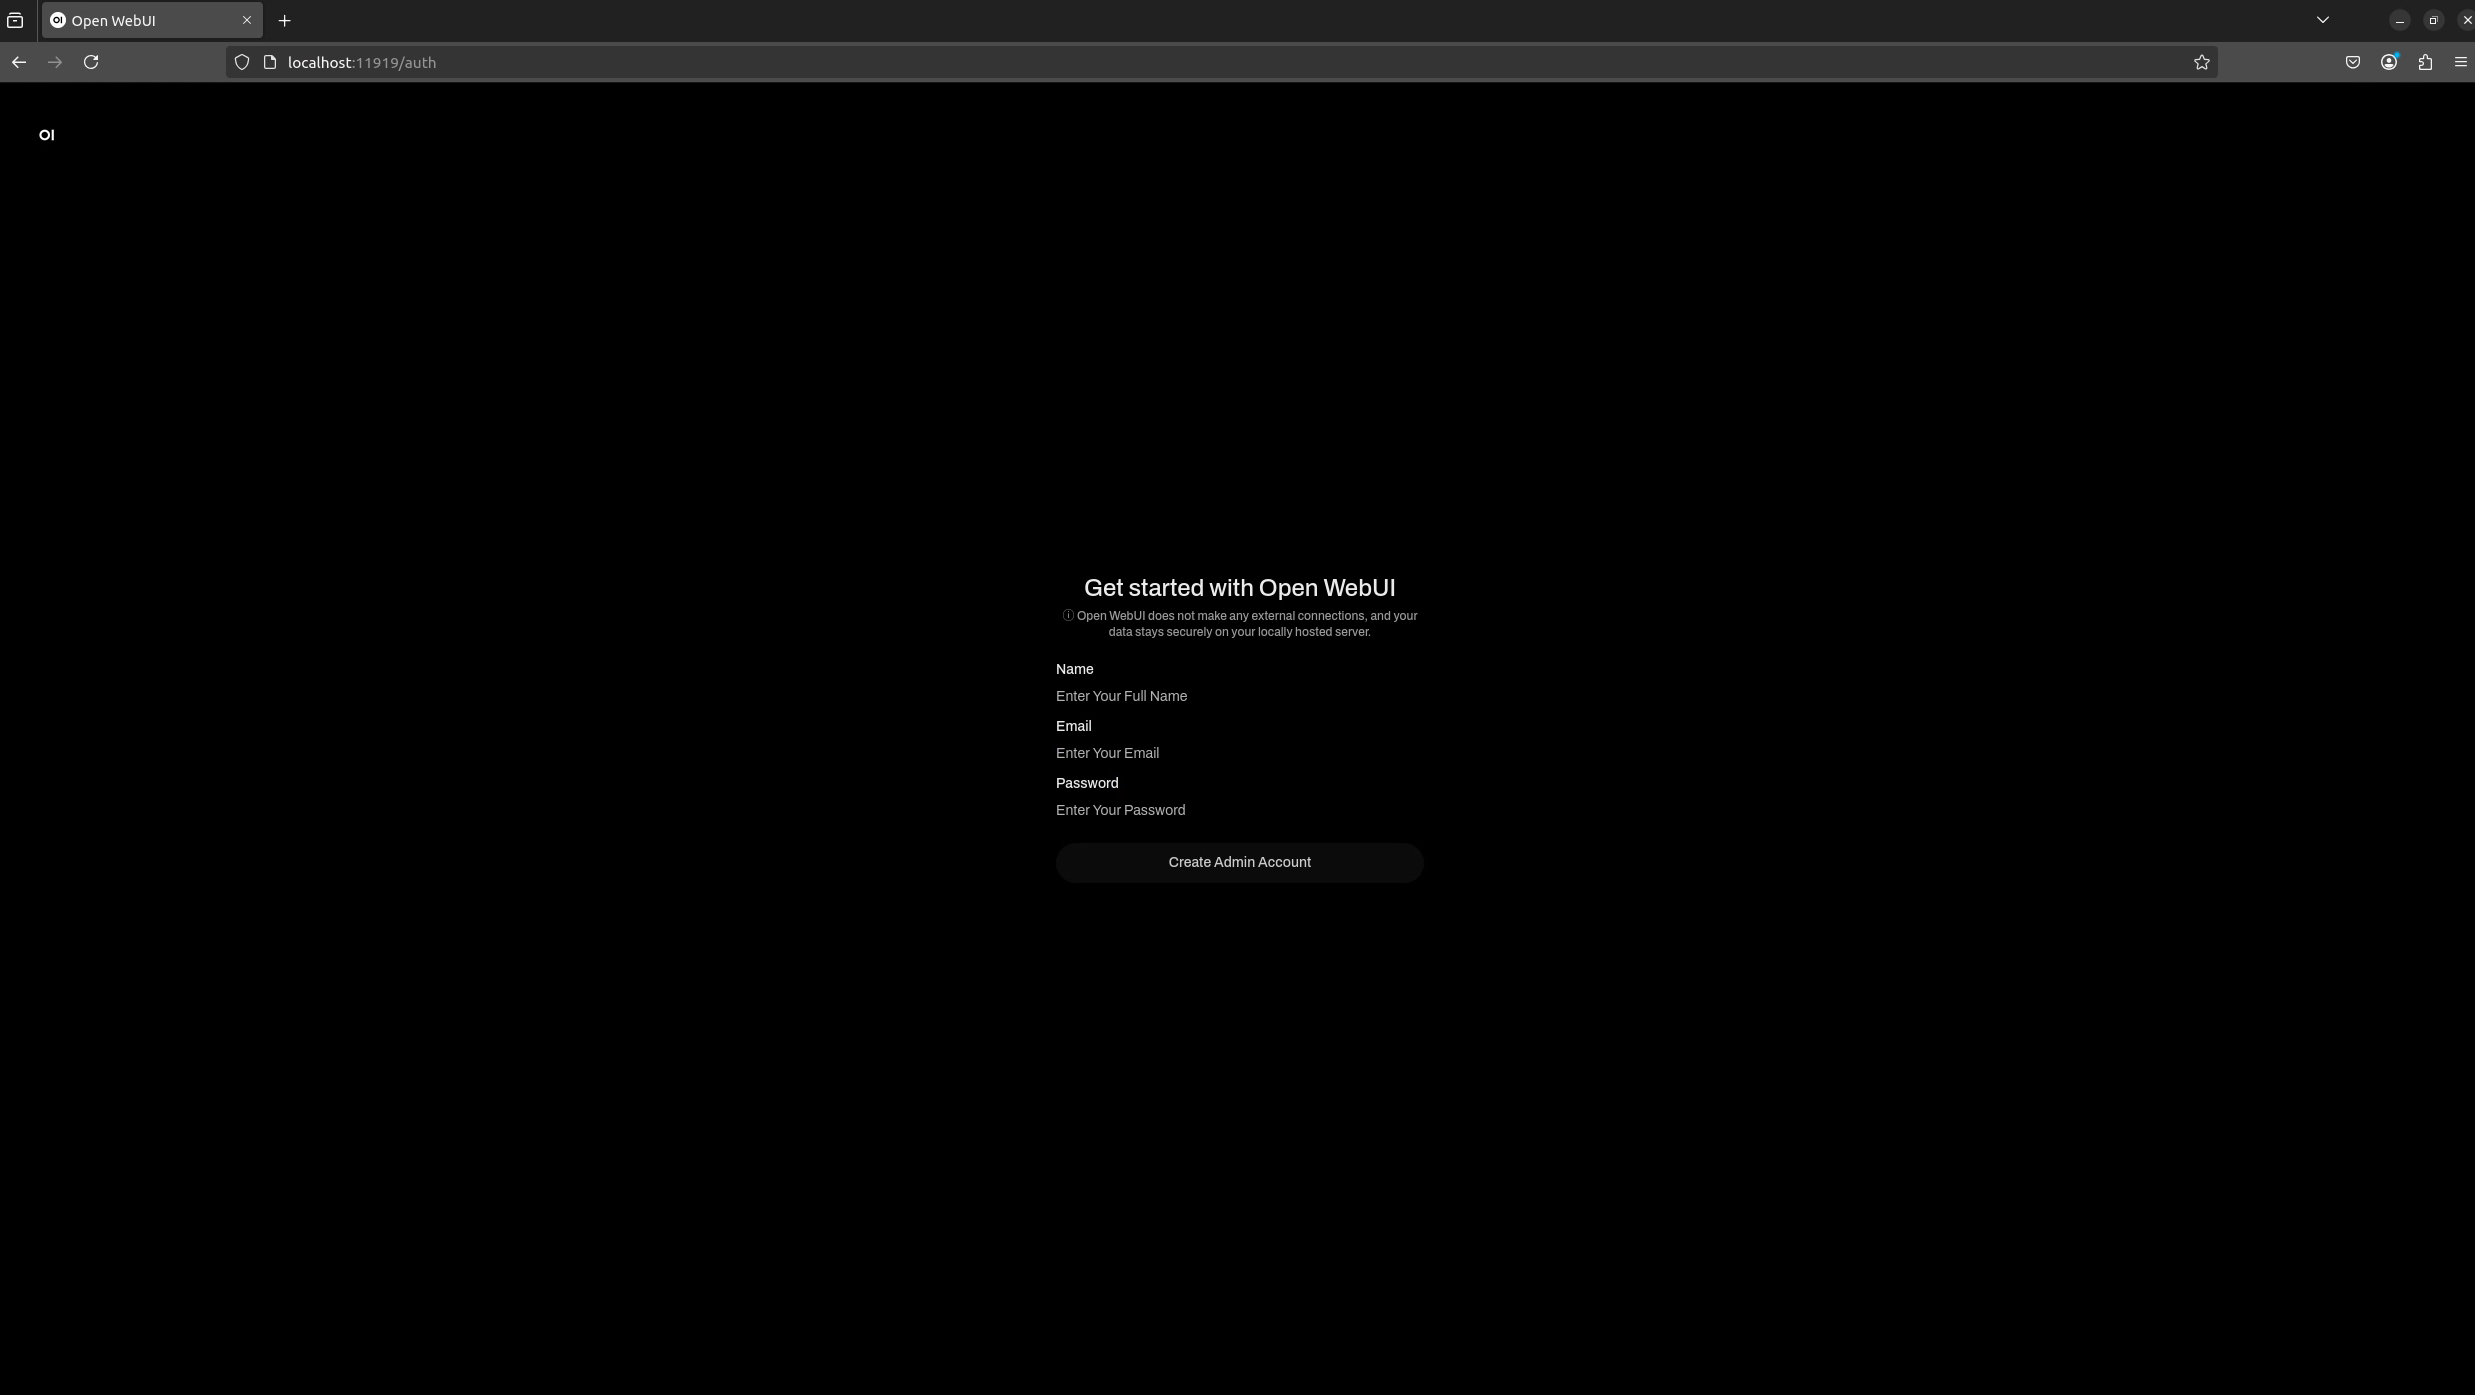 OI Open WebUI
localhost:11919/auth
OI
Get started with Open WebUI
ⓘ Open WebUI does not make any external connections, and your
data stays securely on your locally hosted server.
Name
Enter Your Full Name
Email
Enter Your Email
Password
Enter Your Password
Create Admin Account